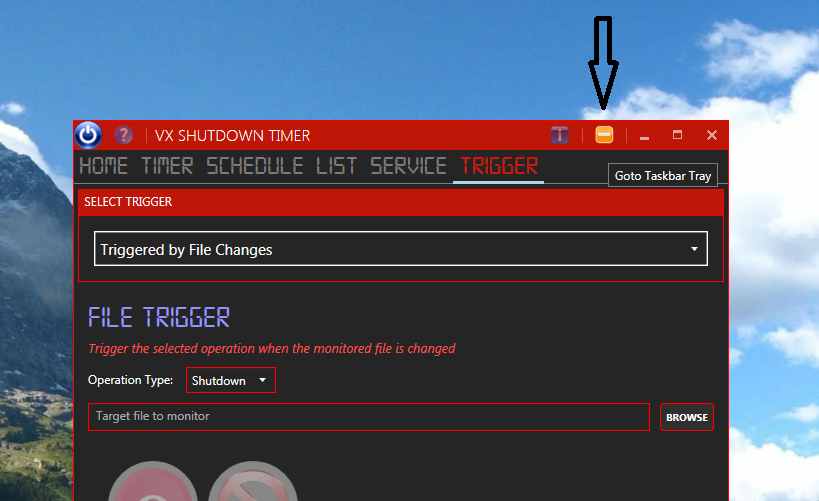 VX SHUTDOWN TIMER
HOME TIMER SCHEDULE LIST SERVICE TRIGGER
Goto Taskbar Tray
SELECT TRIGGER
Triggered by File Changes
FILE TRIGGER
Trigger the selected operation when the monitored file is changed
Operation Type: Shutdown
Target file to monitor BROWSE